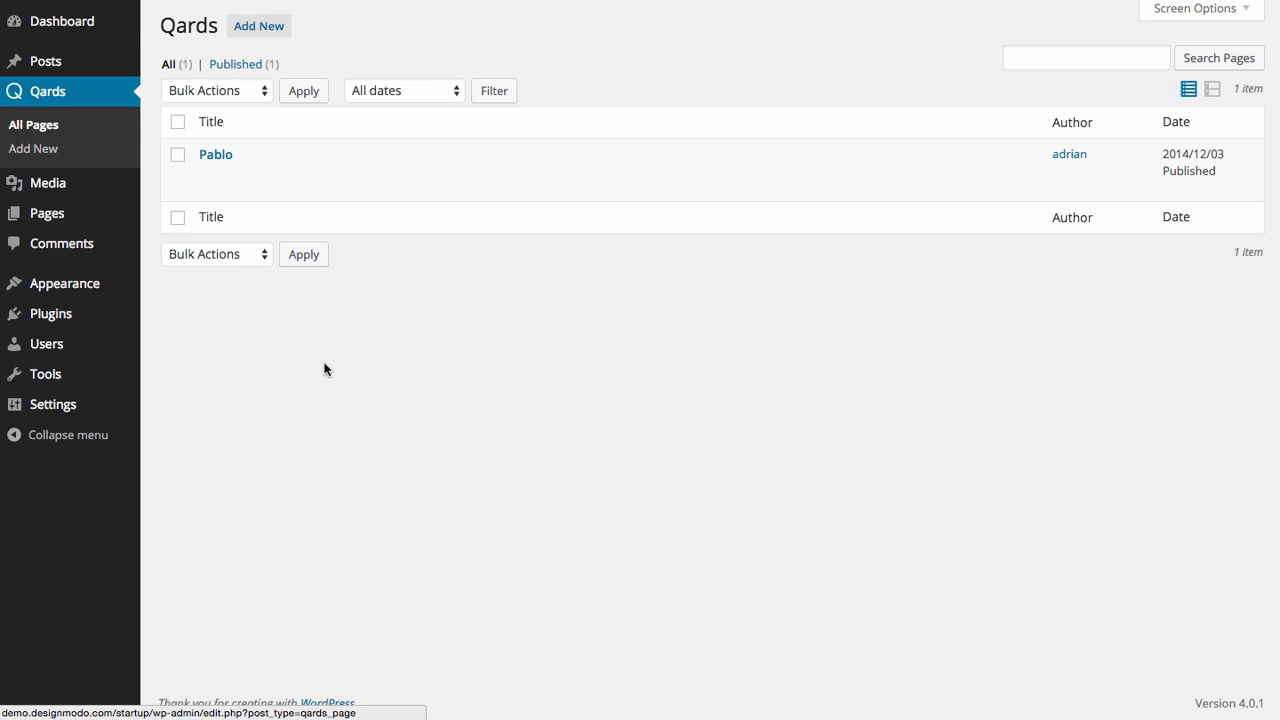 Dashboard
Posts
Qards
All Pages
Add New
Media
Pages
Comments
Appearance
Plugins
Users
Tools
Settings
Collapse menu
Screen Options
Qards Add New
All (1) | Published (1)
Search Pages
Bulk Actions Apply All dates Filter 1 item
Title Author Date
Pablo adrian 2014/12/03
Published
Title Author Date
Bulk Actions Apply 1 item
Thank you for creating with WordPress Version 4.0.1
demo.designmodo.com/startup/wp-admin/edit.php?post_type=qards_page